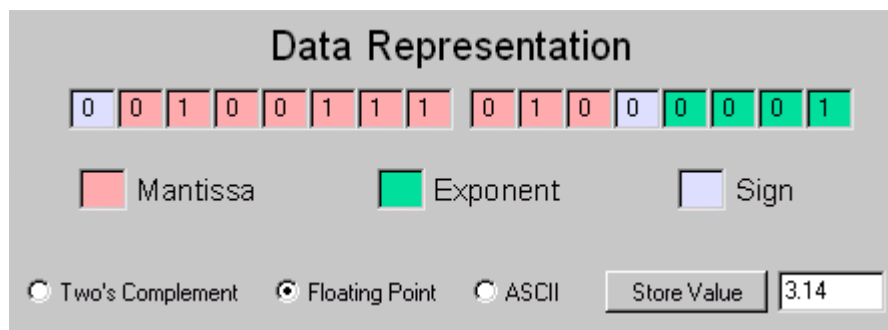 Data Representation
0 0 1 0 0 1 1 1 0 1 0 0 0 0 0 1
Mantissa Exponent Sign
Two's Complement Floating Point ASCII Store Value 3.14